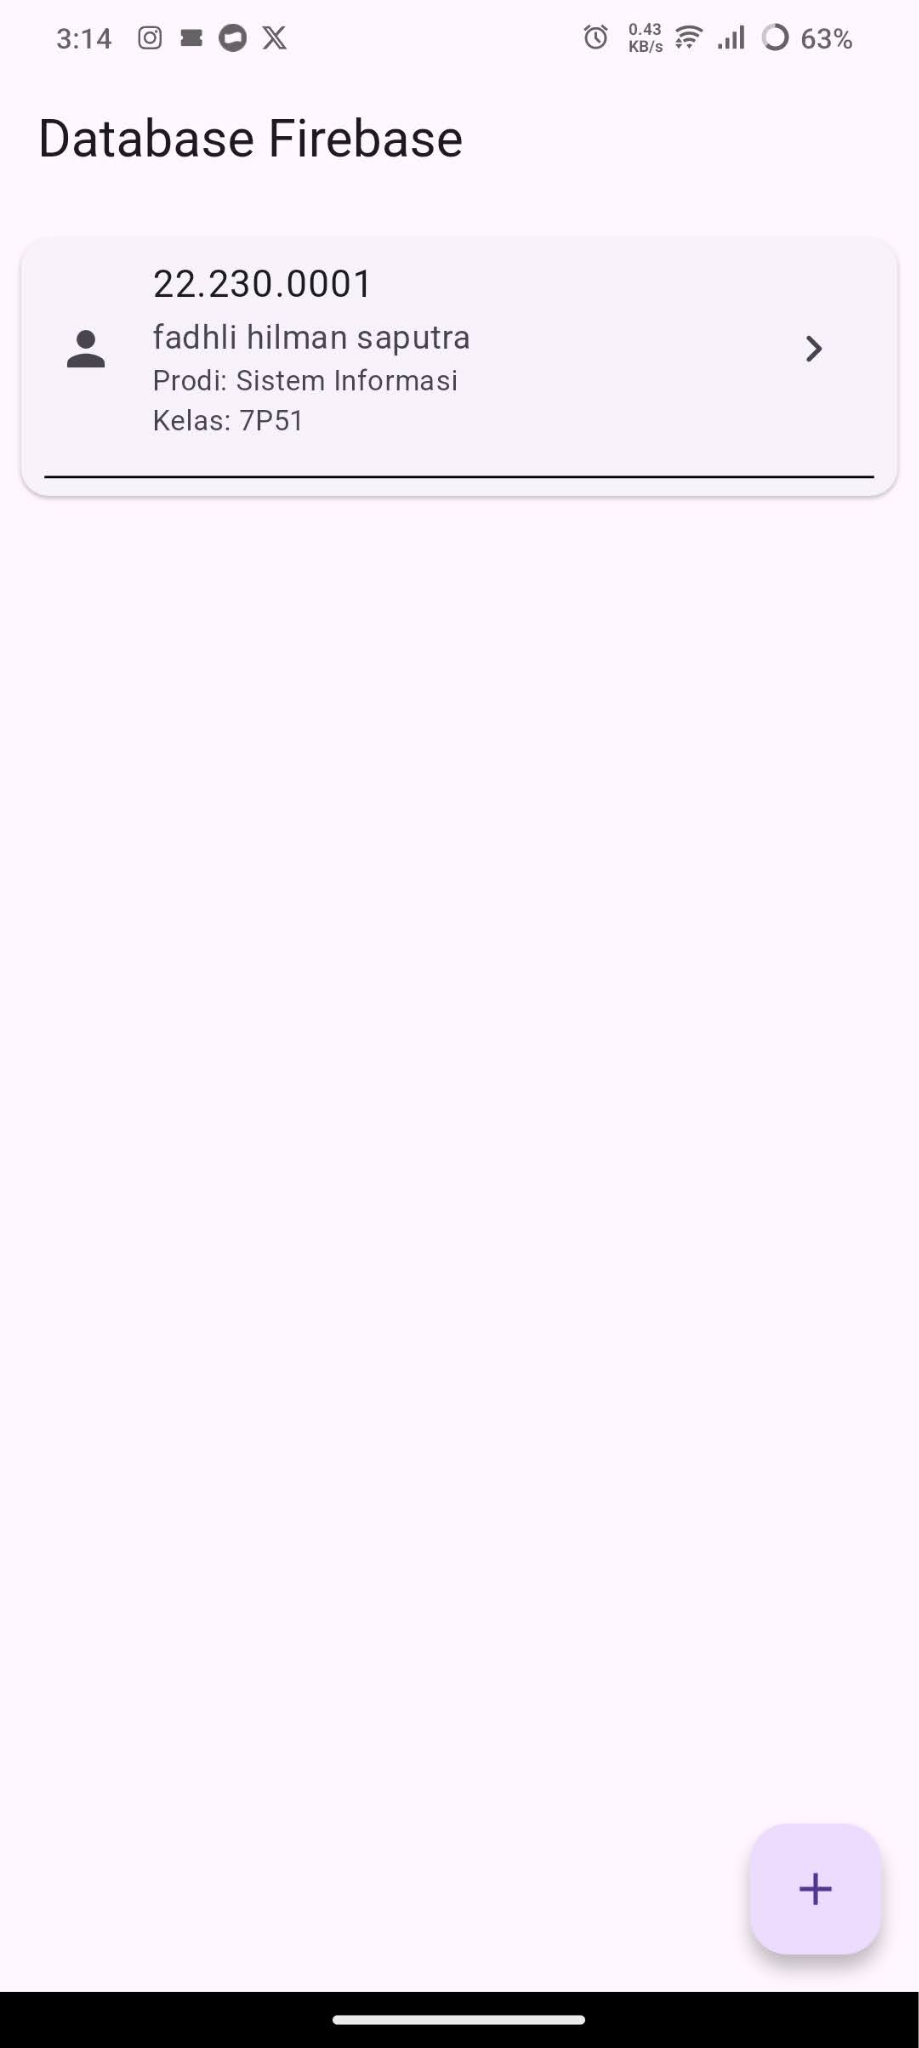 3:14
0.43
KB/s
63%
Database Firebase
22.230.0001
fadhli hilman saputra
Prodi: Sistem Informasi
Kelas: 7P51